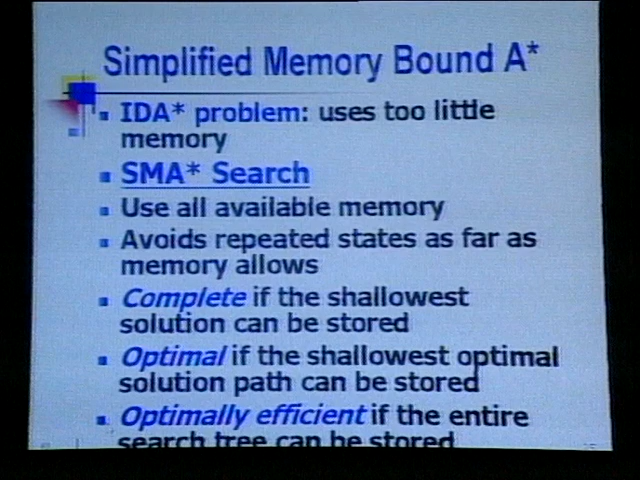 Simplified Memory Bound A*
IDA* problem: uses too little
memory
SMA* Search
Use all available memory
Avoids repeated states as far as
memory allows
Complete if the shallowest
solution can be stored
Optimal if the shallowest optimal
solution path can be stored
Optimally efficient if the entire
search tree can be stored